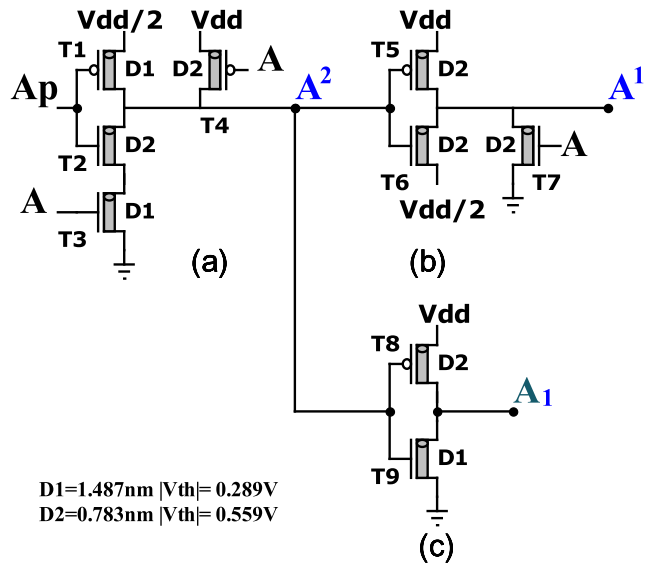 Vdd/2 Vdd Vdd
T1 D1 D2 A T5 D2
Ap A² A¹
T4
T2 D2 D2 D2 A
T6 T7
A D1 Vdd/2
T3
(a) (b)
Vdd
T8 D2
A₁
D1
T9
D1=1.487nm |Vth|= 0.289V
D2=0.783nm |Vth|= 0.559V
(c)